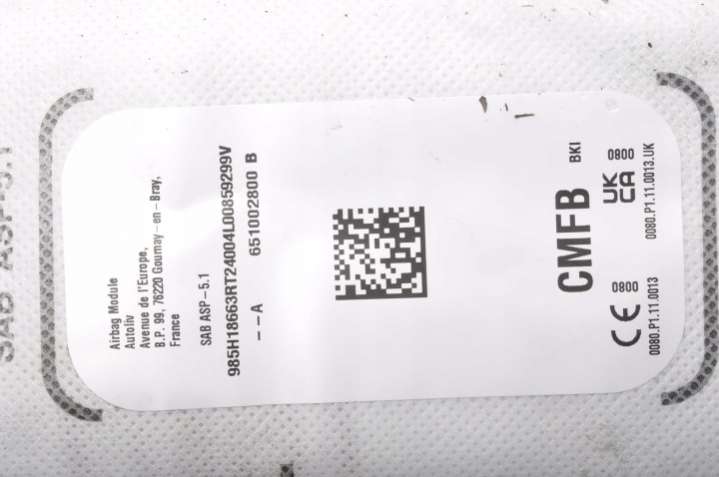 SAB ASP-5.1
Airbag Module
Autoliv
Avenue de l'Europe,
B.P. 99, 76220 Gournay-en-Bray,
France
SAB ASP-5.1
985H18663RT24004L00859299V
--A 651002800 B
CMFB BKI
CE 0800
0080.P1.11.0013
UK
CA 0800
0080.P1.11.0013.UK